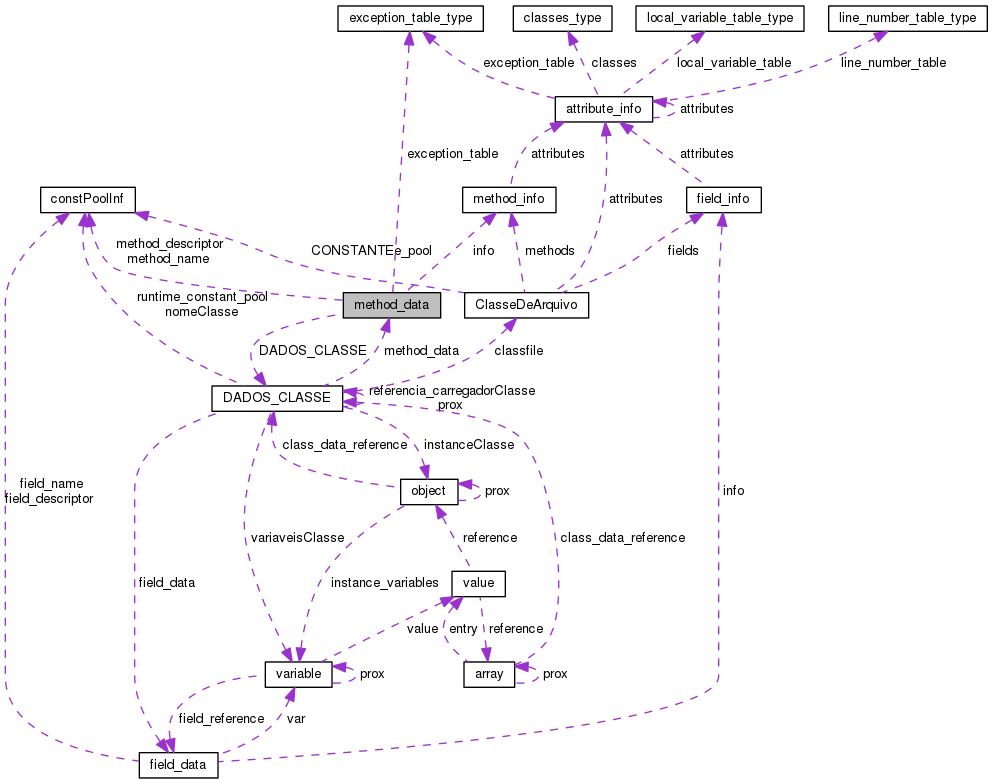 exception_table_type
classes_type
local_variable_table_type
line_number_table_type
exception_table
classes
local_variable_table
line_number_table
attribute_info
attributes
exception_table
attributes
attributes
constPoolInf
method_info
field_info
attributes
method_descriptor
method_name
CONSTANTEe_pool
info
methods
fields
runtime_constant_pool
nomeClasse
method_data
ClasseDeArquivo
DADOS_CLASSE
method_data
classfile
DADOS_CLASSE
referencia_carregadorClasse
prox
class_data_reference
instanceClasse
field_name
field_descriptor
object
prox
info
variaveisClasse
reference
class_data_reference
field_data
instance_variables
value
value
entry
reference
variable
prox
array
prox
field_reference
var
field_data